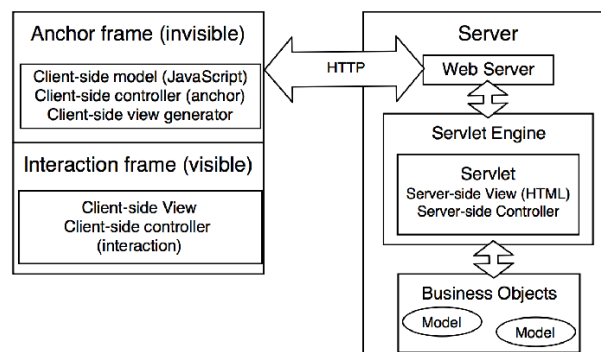 Anchor frame (invisible)
Client-side model (JavaScript)
Client-side controller (anchor)
Client-side view generator
Interaction frame (visible)
Client-side View
Client-side controller
(interaction)
HTTP
Server
Web Server
Servlet Engine
Servlet
Server-side View (HTML)
Server-side Controller
Business Objects
Model
Model